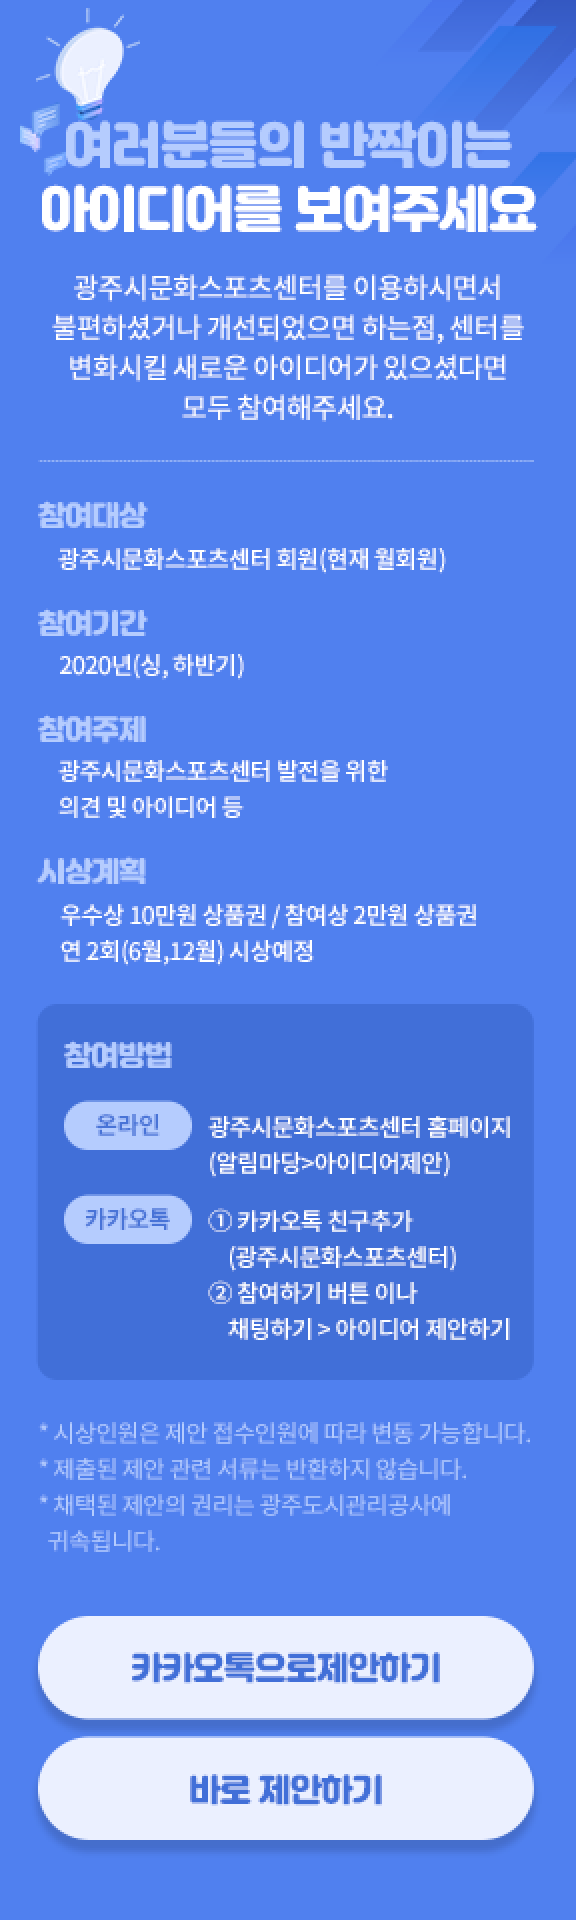 여러분들의 반짝이는
아이디어를 보여주세요
광주시문화스포츠센터를 이용하시면서
불편하셨거나 개선되었으면 하는점, 센터를
변화시킬 새로운 아이디어가 있으셨다면
모두 참여해주세요.
참여대상
광주시문화스포츠센터 회원(현재 월회원)
참여기간
2020년(싱, 하반기)
참여주제
광주시문화스포츠센터 발전을 위한
의견 및 아이디어 등
시상계획
우수상 10만원 상품권 / 참여상 2만원 상품권
연 2회(6월,12월) 시상예정
참여방법
온라인
광주시문화스포츠센터 홈페이지
(알림마당>아이디어제안)
카카오톡
① 카카오톡 친구추가
(광주시문화스포츠센터)
② 참여하기 버튼 이나
채팅하기 > 아이디어 제안하기
* 시상인원은 제안 접수인원에 따라 변동 가능합니다.
* 제출된 제안 관련 서류는 반환하지 않습니다.
* 채택된 제안의 권리는 광주도시관리공사에
귀속됩니다.
카카오톡으로제안하기
바로 제안하기